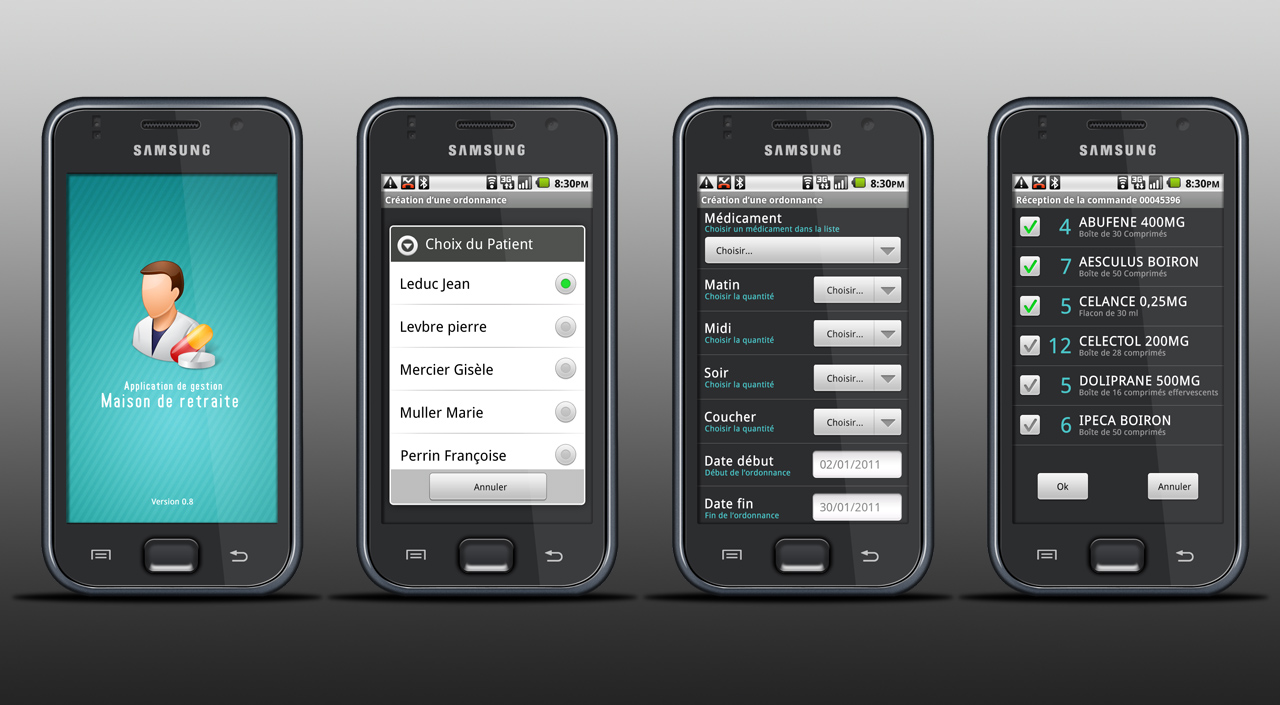 SAMSUNG
Application de gestion
Maison de retraite
Version 0.8
SAMSUNG
3G
8:30PM
Création d'une ordonnance
Choix du Patient
Leduc Jean
Levbre pierre
Mercier Gisèle
Muller Marie
Perrin Françoise
Annuler
SAMSUNG
3G
8:30PM
Création d'une ordonnance
Médicament
Choisir un médicament dans la liste
Choisir...
Matin
Choisir la quantité
Choisir...
Midi
Choisir la quantité
Choisir...
Soir
Choisir la quantité
Choisir...
Coucher
Choisir la quantité
Choisir...
Date début
Début de l'ordonnance
02/01/2011
Date fin
Fin de l'ordonnance
30/01/2011
SAMSUNG
3G
8:30PM
Réception de la commande 00045396
4 ABUFENE 400MG
Boîte de 30 Comprimés
7 AESCULUS BOIRON
Boîte de 50 Comprimés
5 CELANCE 0,25MG
Flacon de 30 ml
12 CELECTOL 200MG
Boîte de 28 comprimés
5 DOLIPRANE 500MG
Boîte de 16 comprimés effervescents
6 IPECA BOIRON
Boîte de 50 comprimés
Ok Annuler